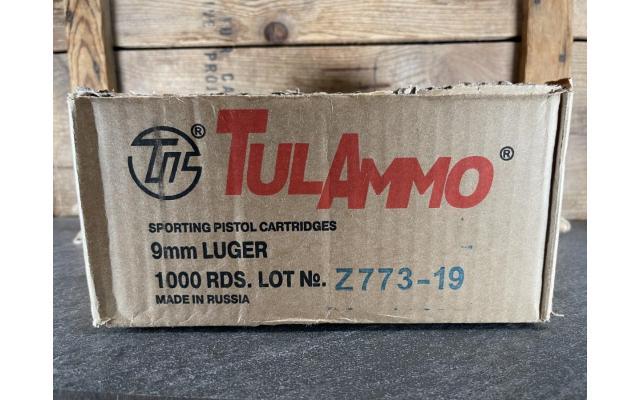 TULAMMO®
SPORTING PISTOL CARTRIDGES
9mm LUGER
1000 RDS. LOT №. Z773-19
MADE IN RUSSIA